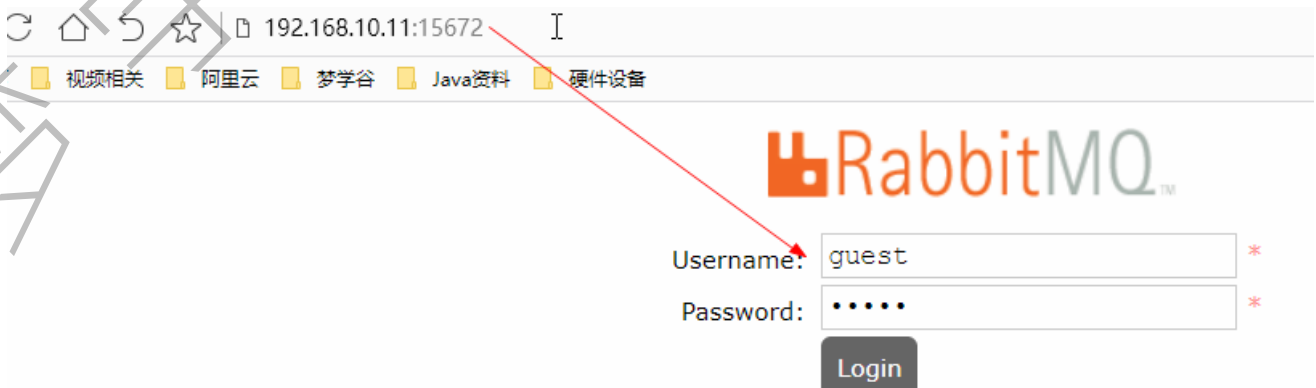 192.168.10.11:15672
视频相关 阿里云 梦学谷 Java资料 硬件设备
RabbitMQ TM
Username: guest *
Password: ••••• *
Login